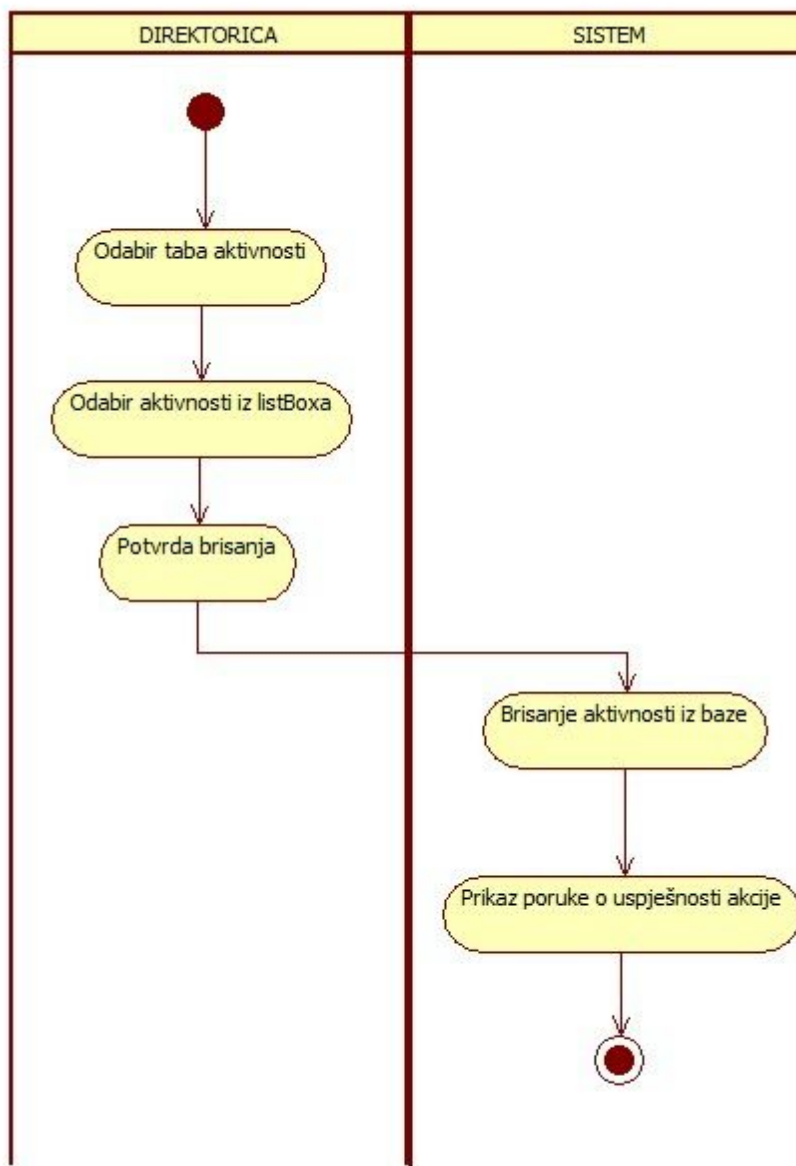 DIREKTORICA
SISTEM
Odabir taba aktivnosti
Odabir aktivnosti iz listBoxa
Potvrda brisanja
Brisanje aktivnosti iz baze
Prikaz poruke o uspješnosti akcije